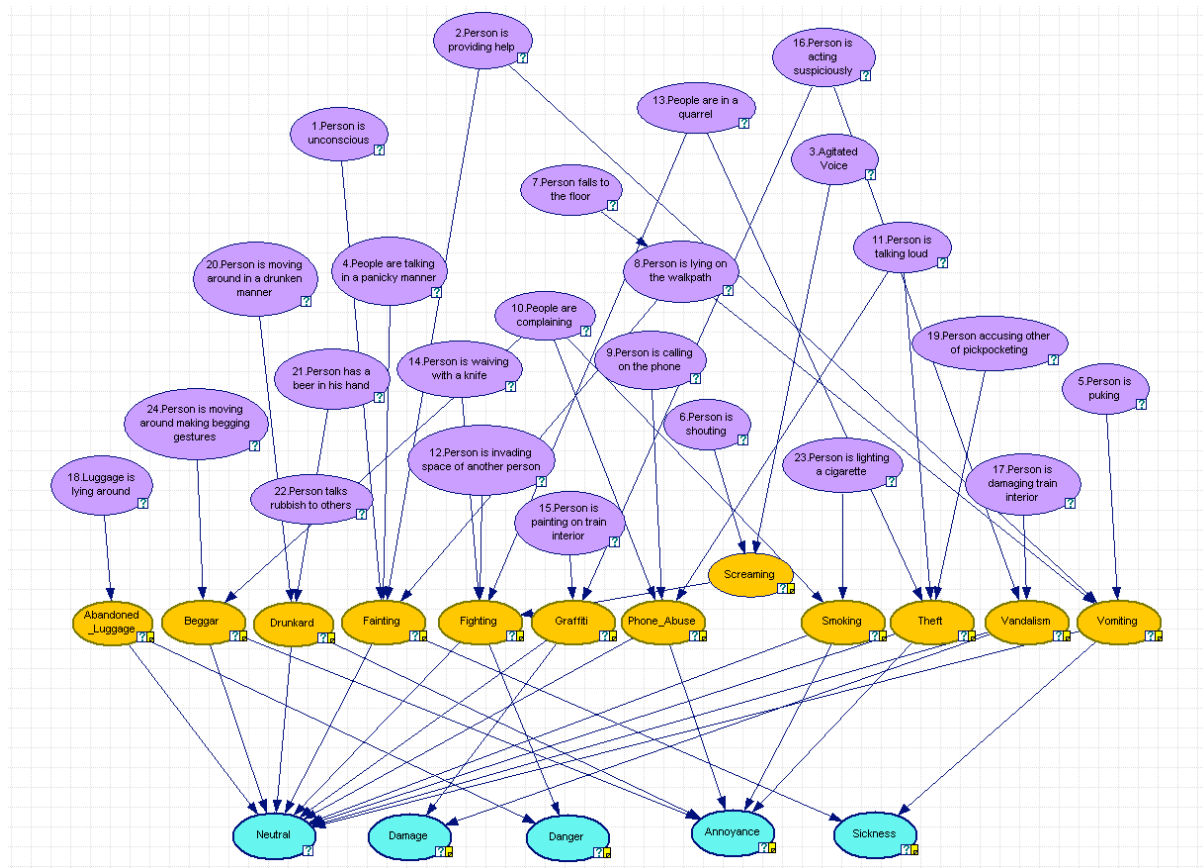 2.Person is
providing help
16.Person is
acting
suspiciously
13.People are in a
quarrel
1.Person is
unconscious
3.Agitated
Voice
7.Person falls to
the floor
11.Person is
talking loud
20.Person is moving
around in a drunken
manner
4.People are talking
in a panicky manner
8.Person is lying on
the walkpath
10.People are
complaining
19.Person accusing other
of pickpocketing
9.Person is calling
on the phone
14.Person is waiving
with a knife
21.Person has a
beer in his hand
5.Person is
puking
24.Person is moving
around making begging
gestures
6.Person is
shouting
12.Person is invading
space of another person
23.Person is lighting
a cigarette
17.Person is
damaging train
interior
18.Luggage is
lying around
22.Person talks
rubbish to others
15.Person is
painting on train
interior
Screaming
Abandoned
_Luggage
Beggar
Drunkard
Fainting
Fighting
Graffiti
Phone_Abuse
Smoking
Theft
Vandalism
Vomiting
Neutral
Damage
Danger
Annoyance
Sickness